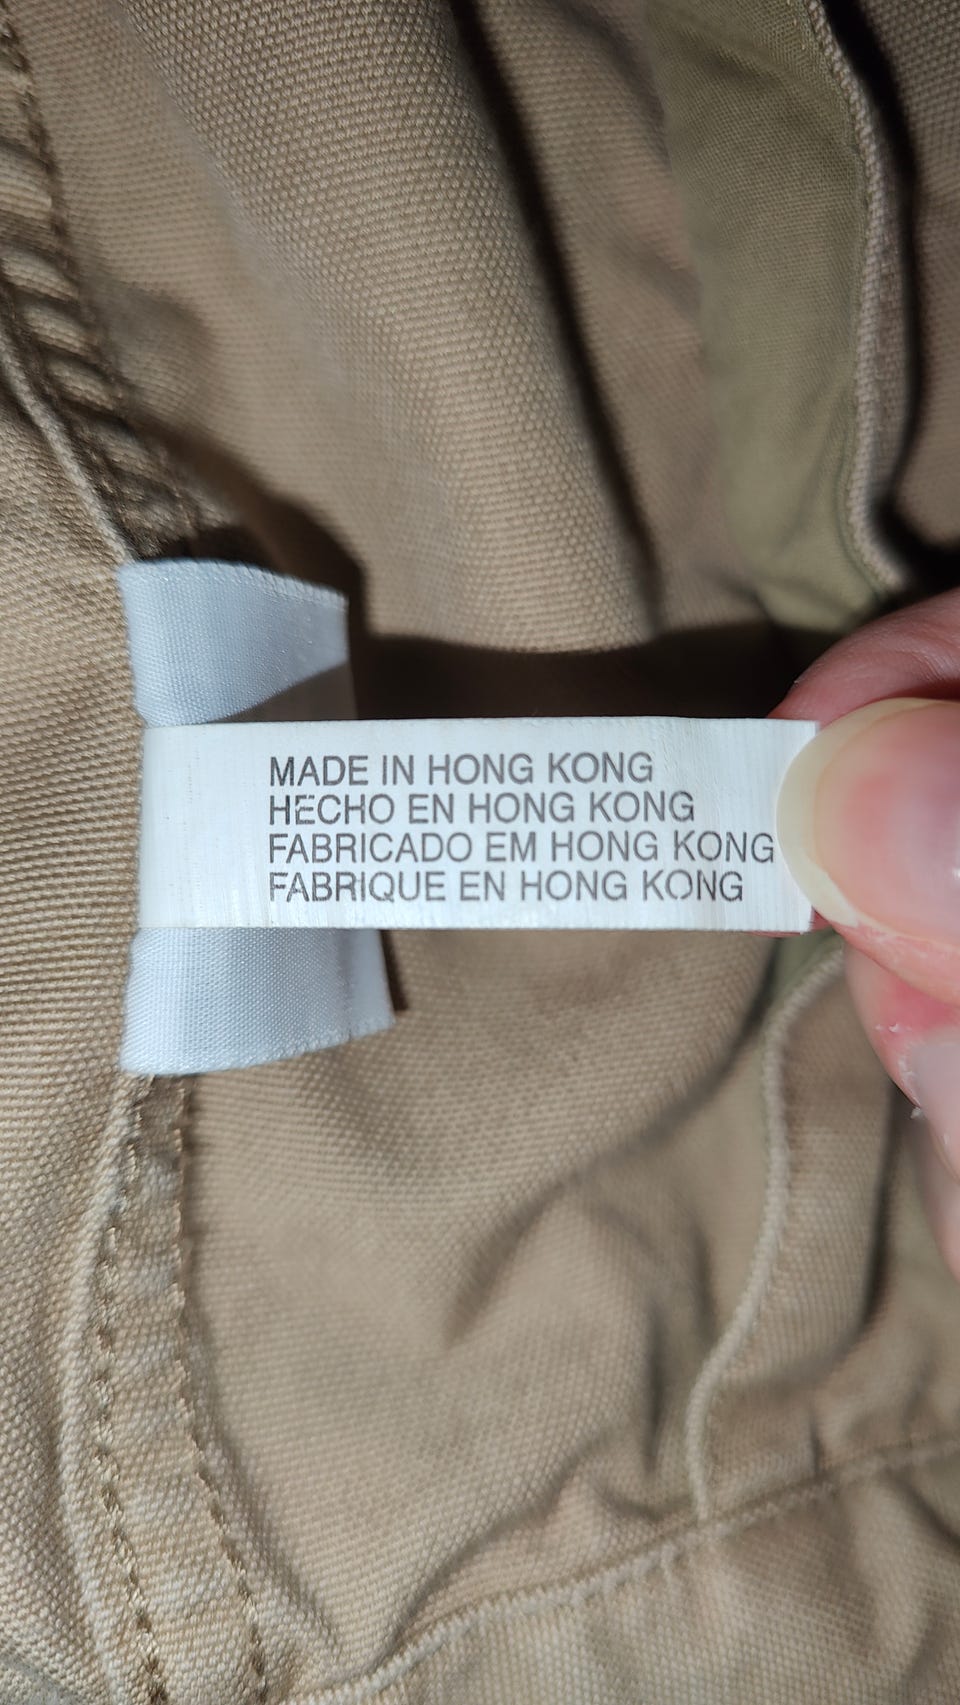 MADE IN HONG KONG
HECHO EN HONG KONG
FABRICADO EM HONG KONG
FABRIQUE EN HONG KONG